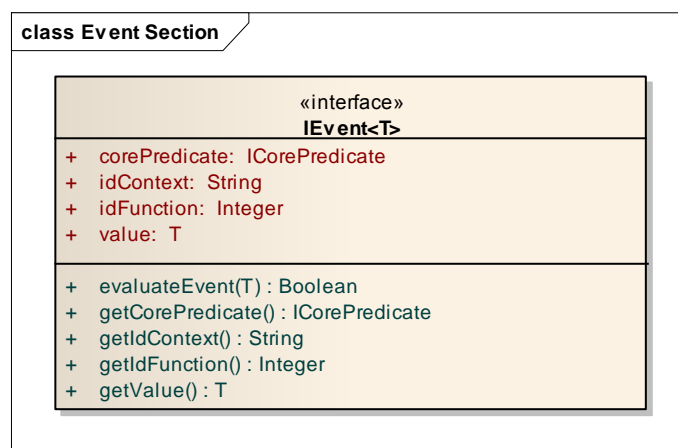 class Event Section
«interface»
IEvent<T>
+ corePredicate: ICorePredicate
+ idContext: String
+ idFunction: Integer
+ value: T
+ evaluateEvent(T) : Boolean
+ getCorePredicate() : ICorePredicate
+ getIdContext() : String
+ getIdFunction() : Integer
+ getValue() : T